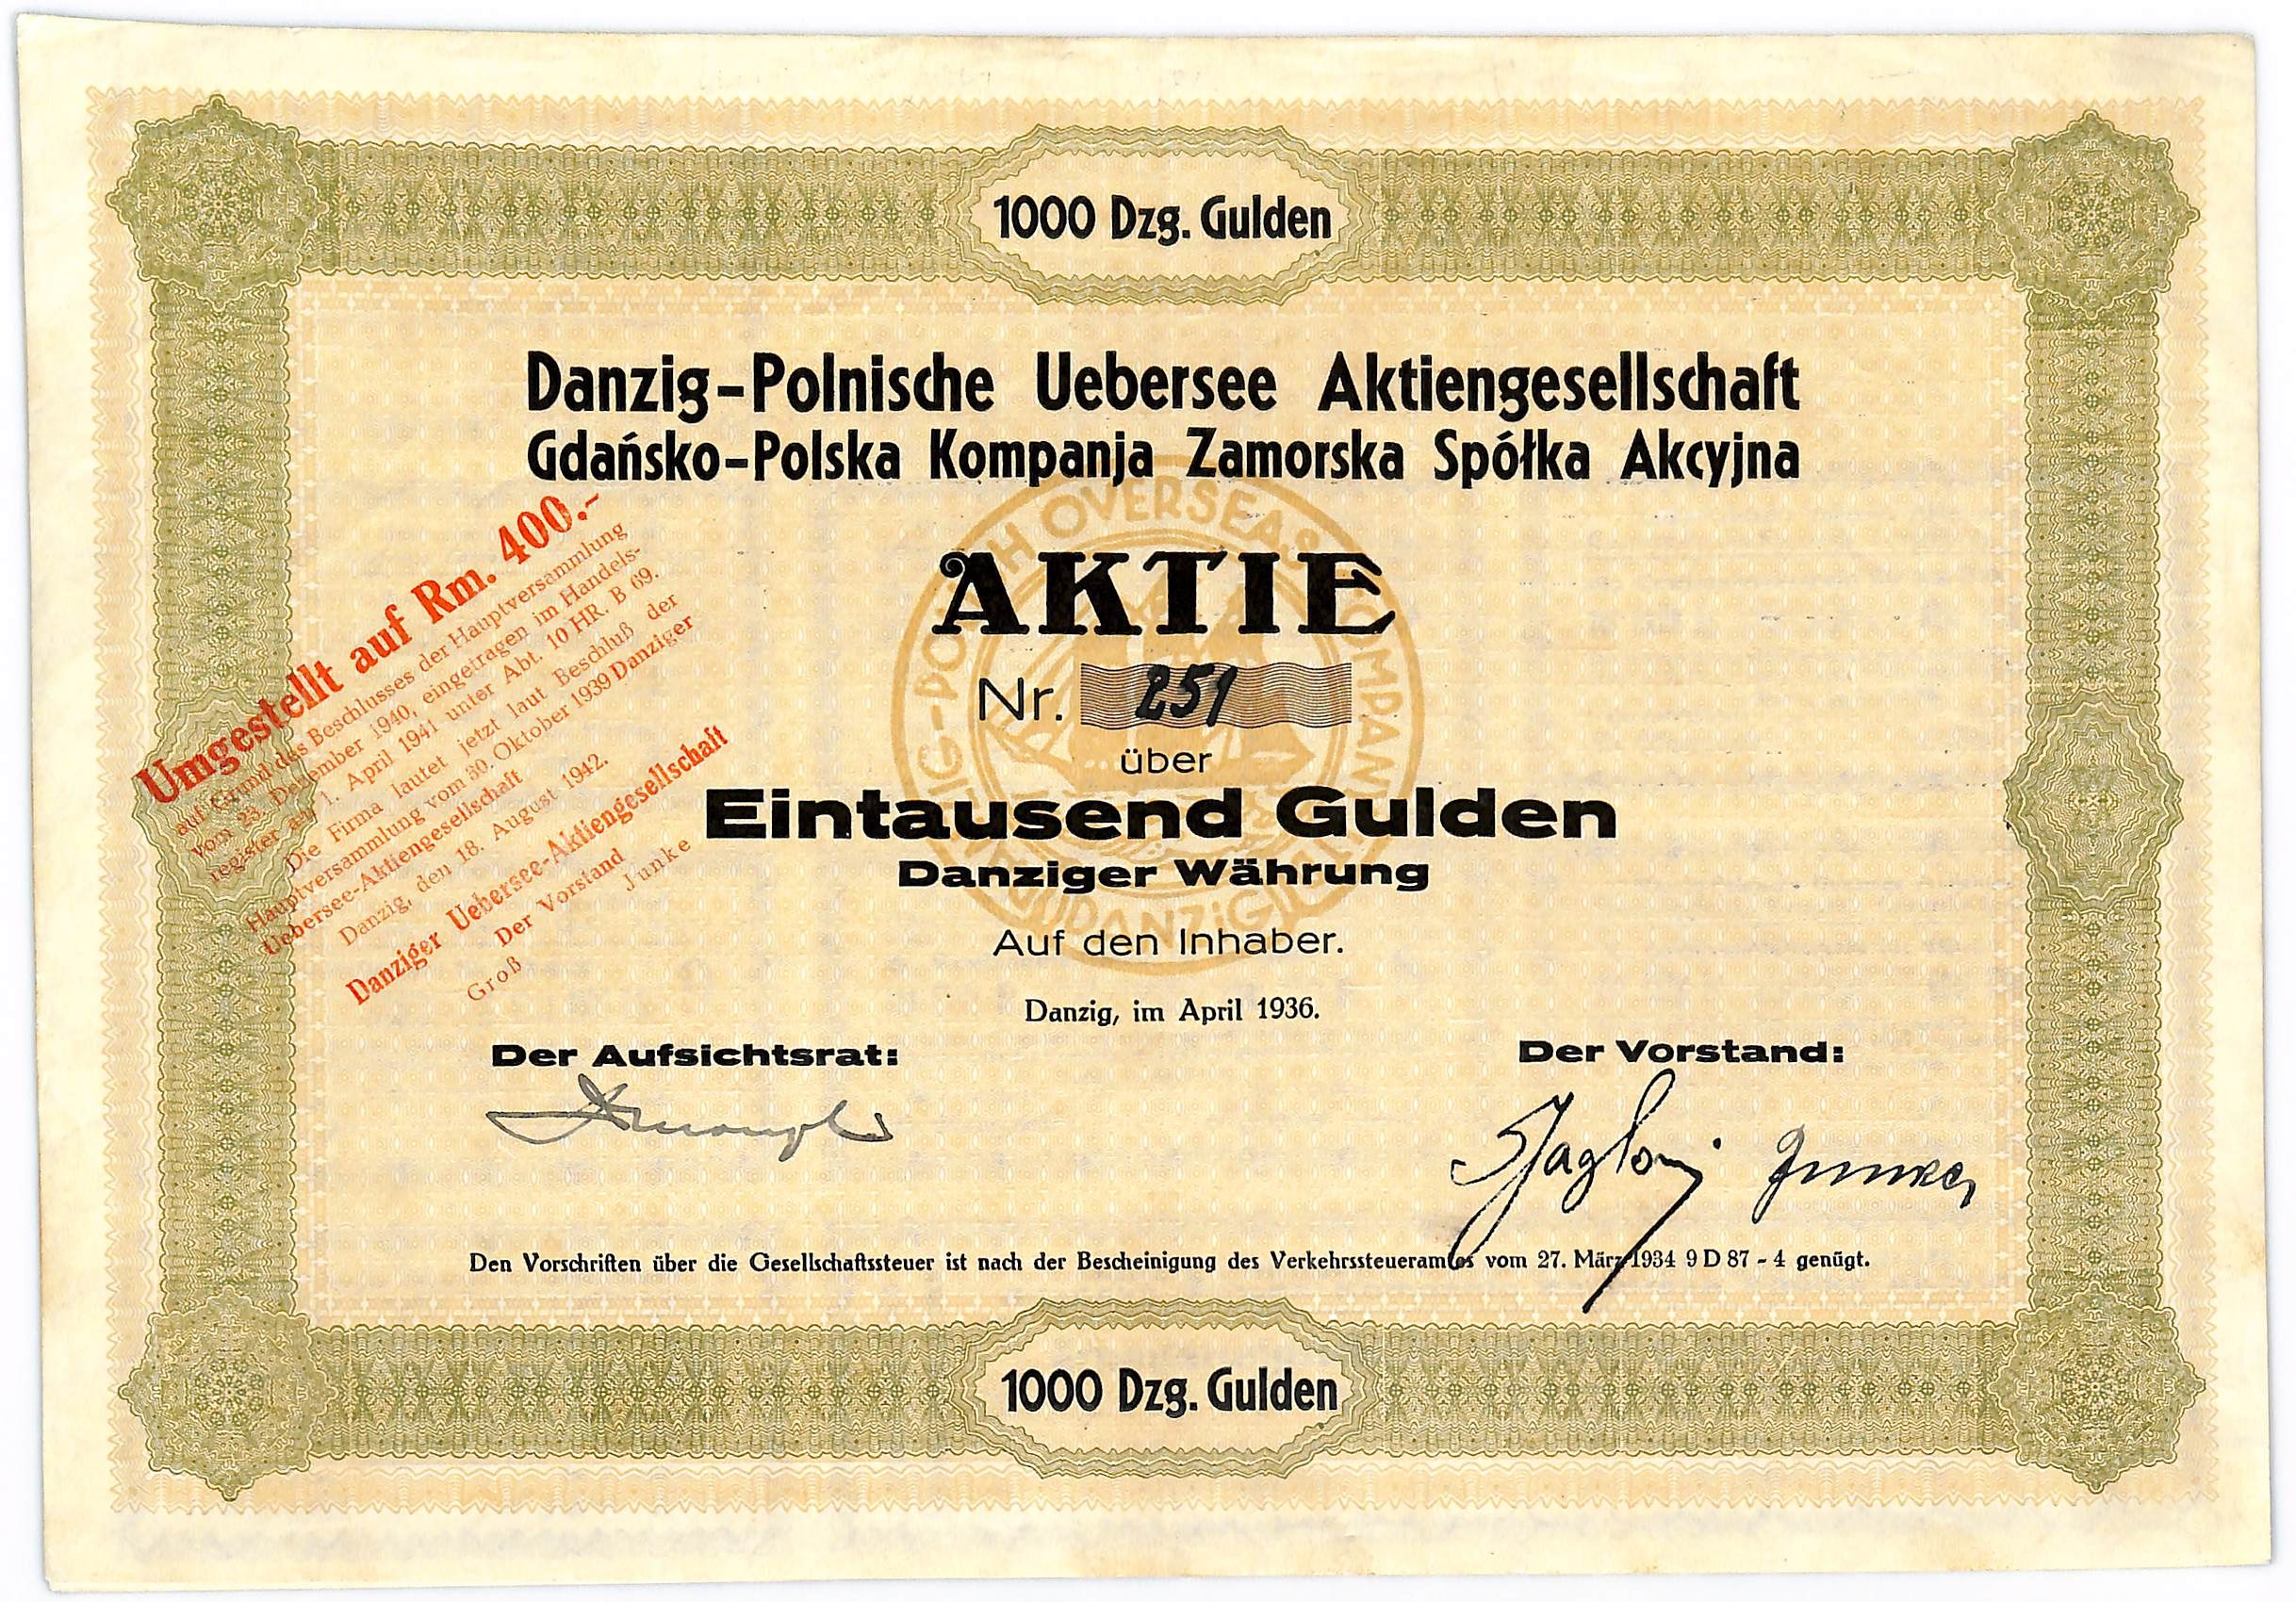 1000 Dzg. Gulden
Danzig-Polnische Uebersee Aktiengesellschaft
Gdańsko-Polska Kompanja Zamorska Spółka Akcyjna
AKTIE
Nr. 251
über
Eintausend Gulden
Danziger Währung
Auf den Inhaber.
Danzig, im April 1936.
Der Aufsichtsrat:
Der Vorstand:
Junker
Den Vorschriften über die Gesellschaftssteuer ist nach der Bescheinigung des Verkehrssteueramtes vom 27. März 1934 9 D 87 - 4 genügt.
1000 Dzg. Gulden
Umgestellt auf Rm. 400.-
auf Grund des Beschlusses der Hauptversammlung
vom 23. Dezember 1940, eingetragen im Handels-
register am 1. April 1941 unter Abt. 10 HR. B 69.
Die Firma lautet jetzt laut Beschluß der
Hauptversammlung vom 30. Oktober 1939 Danziger
Uebersee-Aktiengesellschaft
Danzig, den 18. August 1942.
Danziger Uebersee-Aktiengesellschaft
Der Vorstand
Groß Junke
OVERSEAS
DANZIG